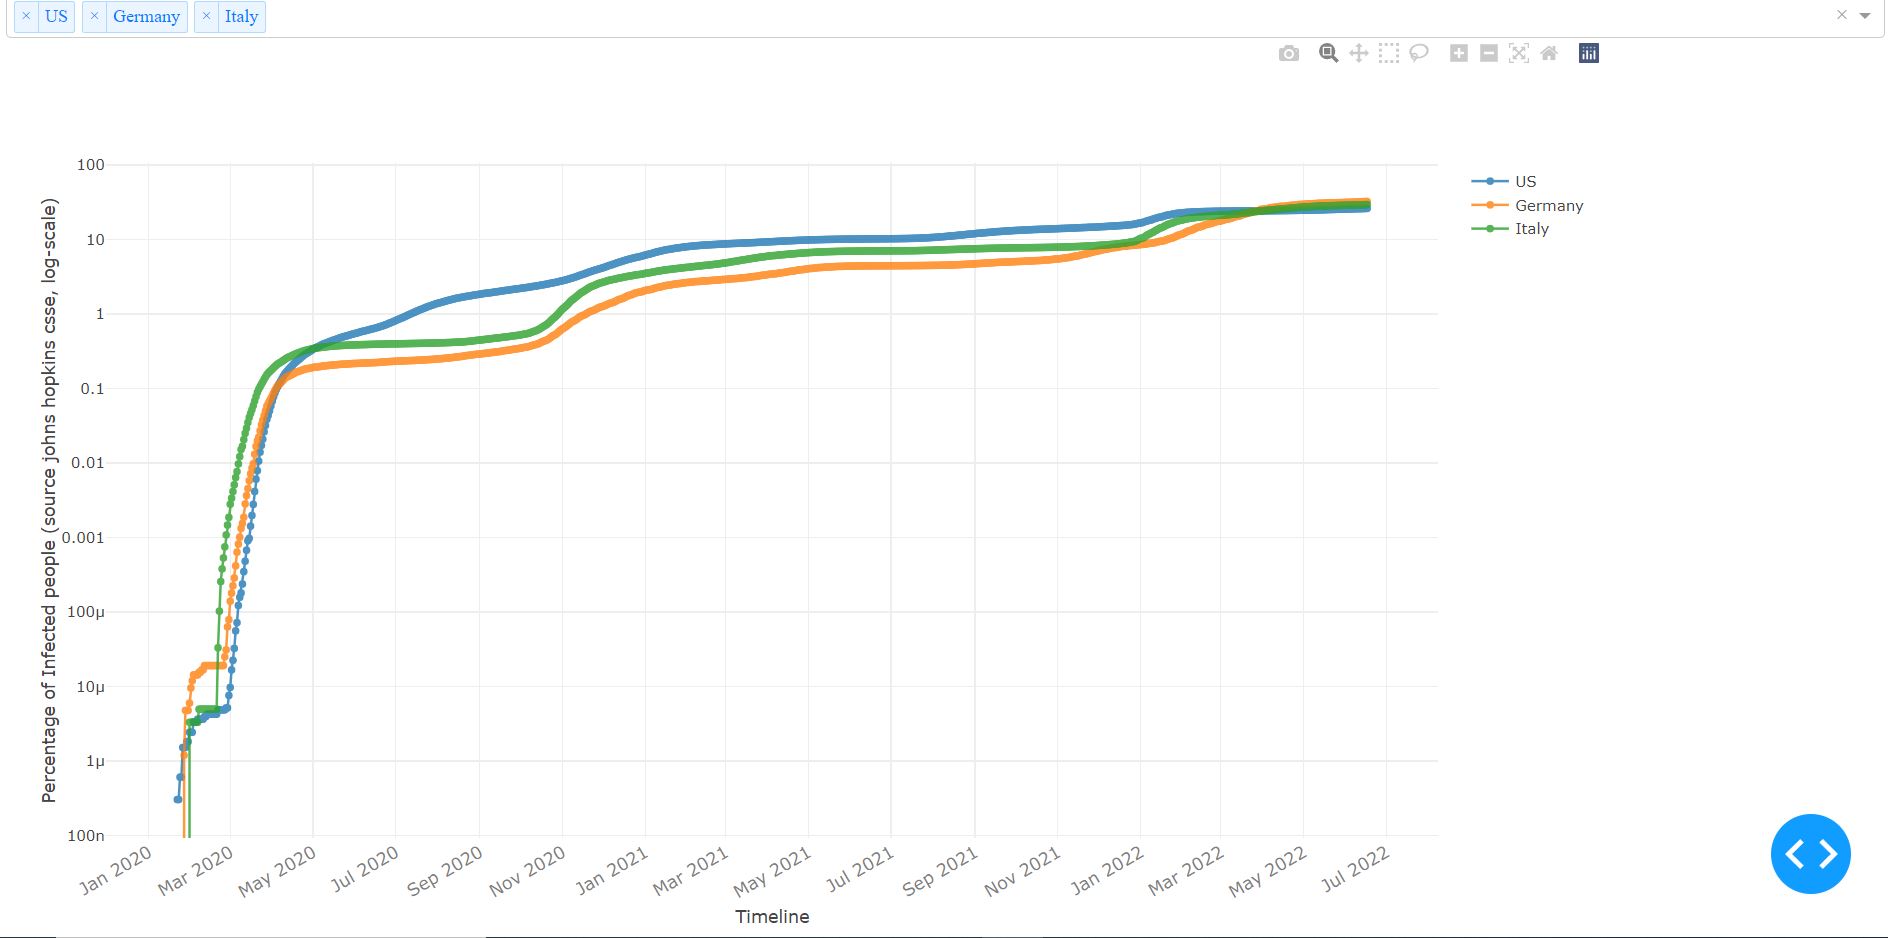 × US × Germany × Italy
Percentage of Infected people (source johns hopkins csse, log-scale)
100
10
1
0.1
0.01
0.001
100μ
10μ
1μ
100n
Jan 2020 Mar 2020 May 2020 Jul 2020 Sep 2020 Nov 2020 Jan 2021 Mar 2021 May 2021 Jul 2021 Sep 2021 Nov 2021 Jan 2022 Mar 2022 May 2022 Jul 2022
Timeline
US
Germany
Italy